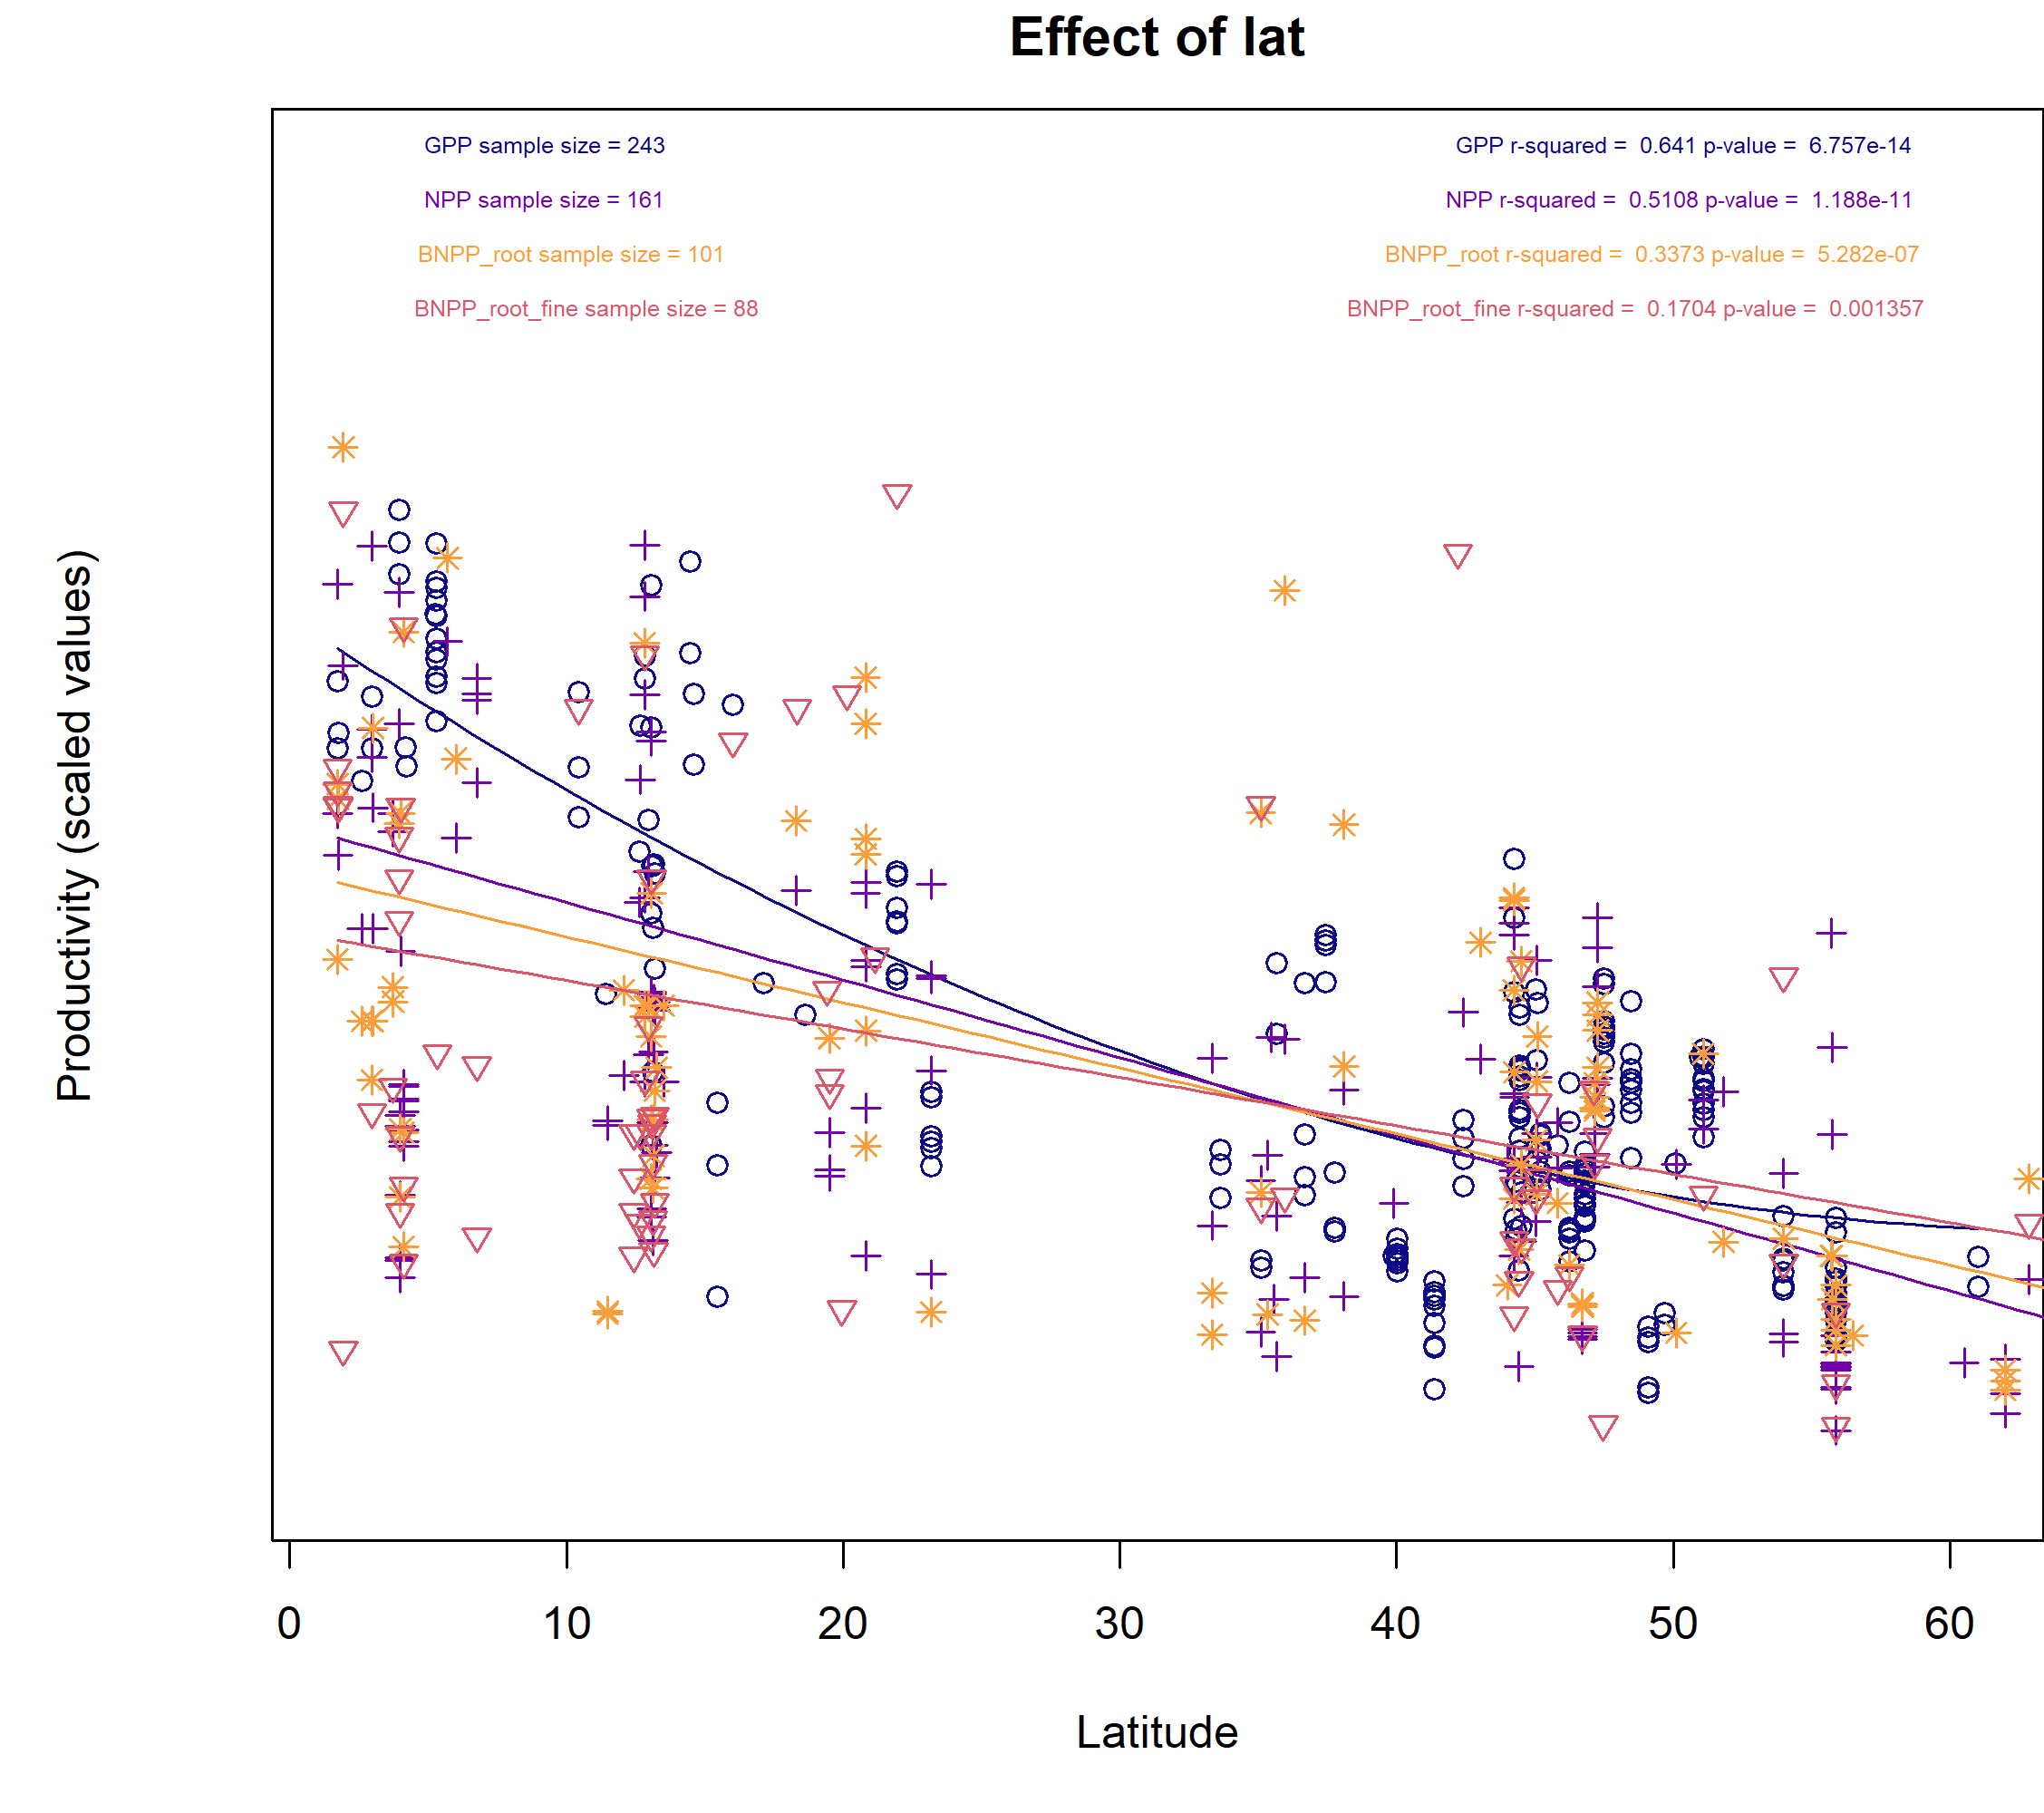 Effect of lat
GPP sample size = 243
GPP r-squared = 0.641 p-value = 6.757e-14
NPP sample size = 161
NPP r-squared = 0.5108 p-value = 1.188e-11
BNPP_root sample size = 101
BNPP_root r-squared = 0.3373 p-value = 5.282e-07
BNPP_root_fine sample size = 88
BNPP_root_fine r-squared = 0.1704 p-value = 0.001357
Productivity (scaled values)
0 10 20 30 40 50 60
Latitude